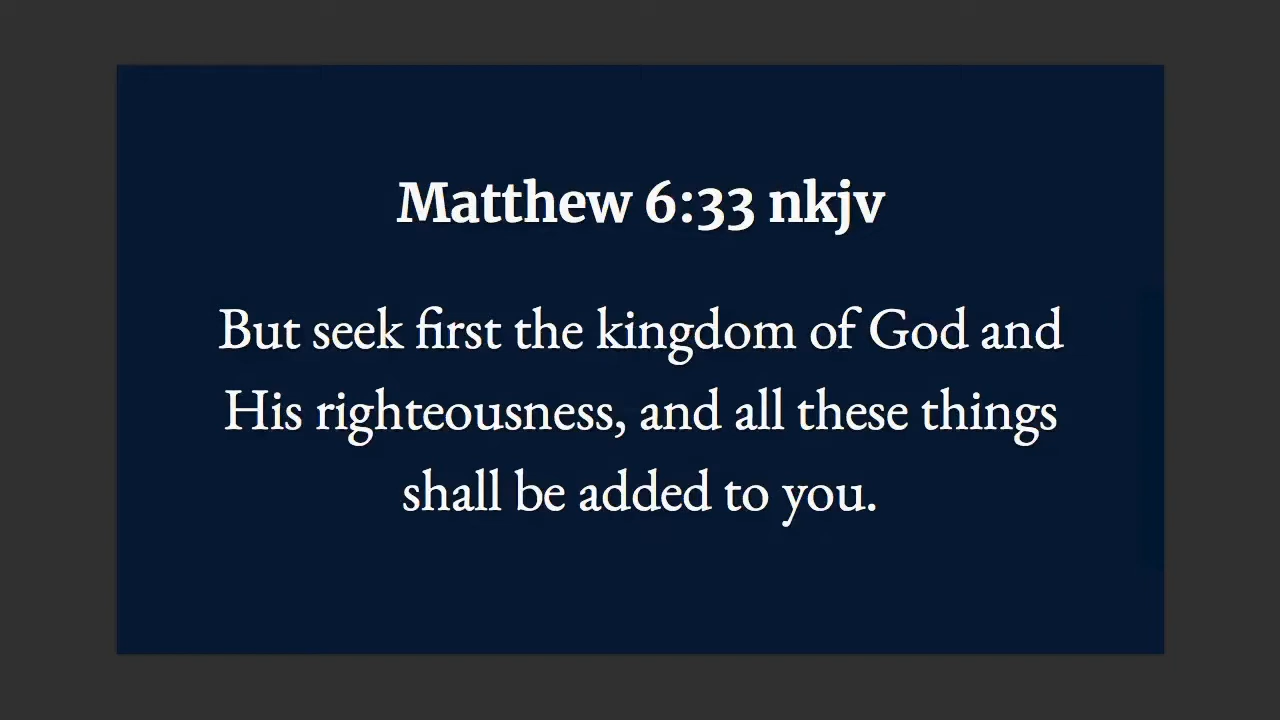 Matthew 6:33 nkjv
But seek first the kingdom of God and
His righteousness, and all these things
shall be added to you.